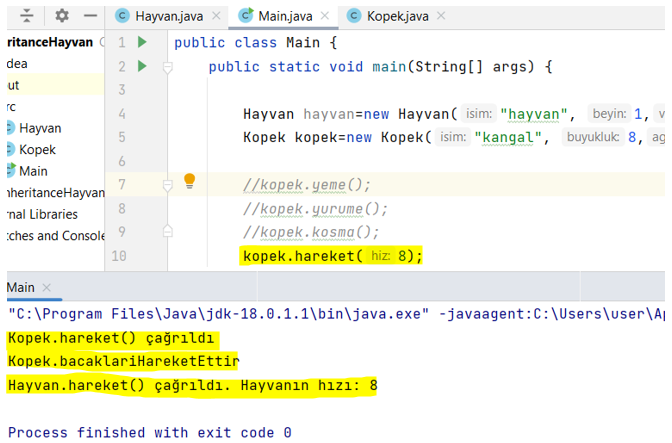 Hayvan.java × Main.java × Kopek.java ×
ritanceHayvan
dea
ut
rc
Hayvan
Kopek
Main
nheritanceHayvan
rnal Libraries
tches and Console
1 public class Main {
2 public static void main(String[] args) {
3
4 Hayvan hayvan=new Hayvan( isim: "hayvan", beyin: 1, v
5 Kopek kopek=new Kopek( isim: "kangal", buyukluk: 8, ag
6
7 //kopek.yeme();
8 //kopek.yurume();
9 //kopek.kosma();
10 kopek.hareket( hiz: 8);
Main ×
"C:\Program Files\Java\jdk-18.0.1.1\bin\java.exe" -javaagent:C:\Users\user\Ap
Kopek.hareket() çağrıldı
Kopek.bacaklariHareketEttir
Hayvan.hareket() çağrıldı. Hayvanın hızı: 8
Process finished with exit code 0